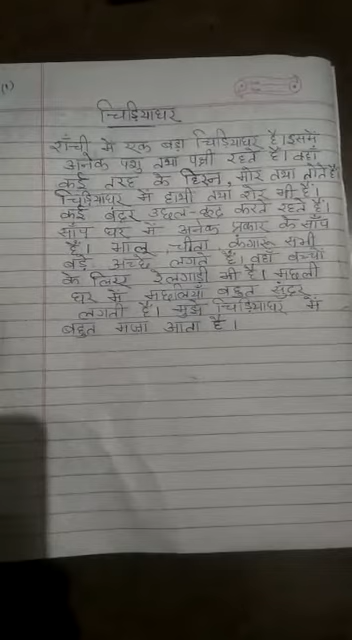 (1)
चिड़ियाघर
राँची में एक बड़ा चिड़ियाघर है। इसमें
अनेक पशु तथा पक्षी रहते हैं। वहाँ
कई तरह के हिरन, मोर तथा तोते हैं।
चिड़ियाघर में हाथी तथा शेर भी हैं।
कई बंदर उछल-कूद करते रहते हैं।
साँप घर में अनेक प्रकार के साँप
हैं। भालू, चीता, कंगारू सभी
बड़े अच्छे लगते हैं। वहाँ बच्चों
के लिए रेलगाड़ी भी है। मछली
घर में मछलियाँ बहुत सुंदर
लगती हैं। मुझे चिड़ियाघर में
बहुत मजा आता है।